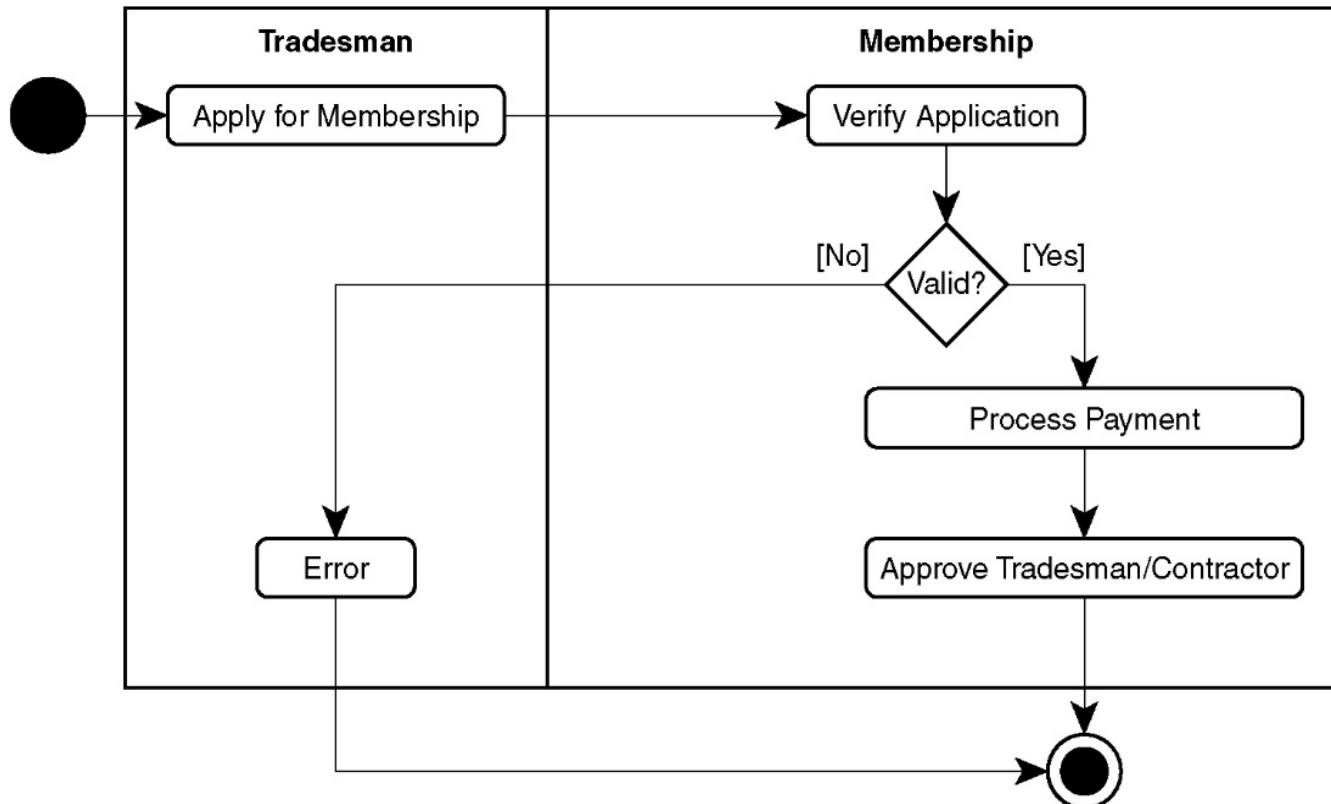 Tradesman
Membership
Apply for Membership
Verify Application
[No]
[Yes]
Valid?
Process Payment
Error
Approve Tradesman/Contractor